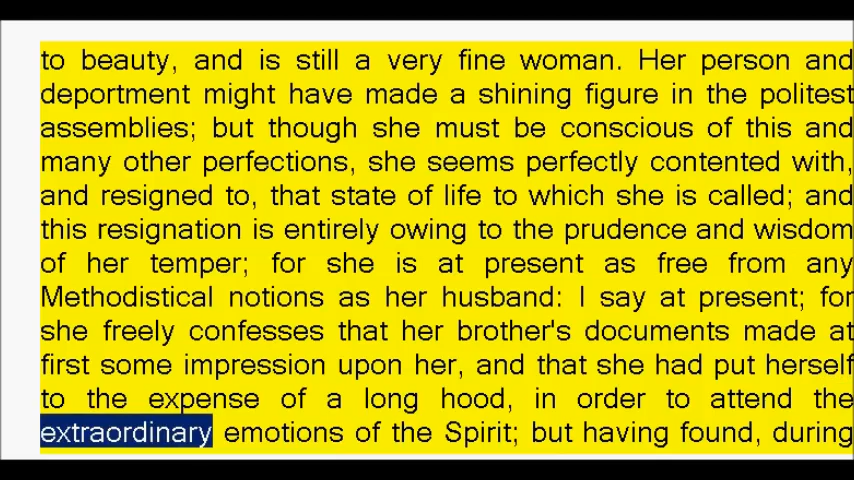 to beauty, and is still a very fine woman. Her person and
deportment might have made a shining figure in the politest
assemblies; but though she must be conscious of this and
many other perfections, she seems perfectly contented with,
and resigned to, that state of life to which she is called; and
this resignation is entirely owing to the prudence and wisdom
of her temper; for she is at present as free from any
Methodistical notions as her husband: I say at present; for
she freely confesses that her brother's documents made at
first some impression upon her, and that she had put herself
to the expense of a long hood, in order to attend the
extraordinary emotions of the Spirit; but having found, during